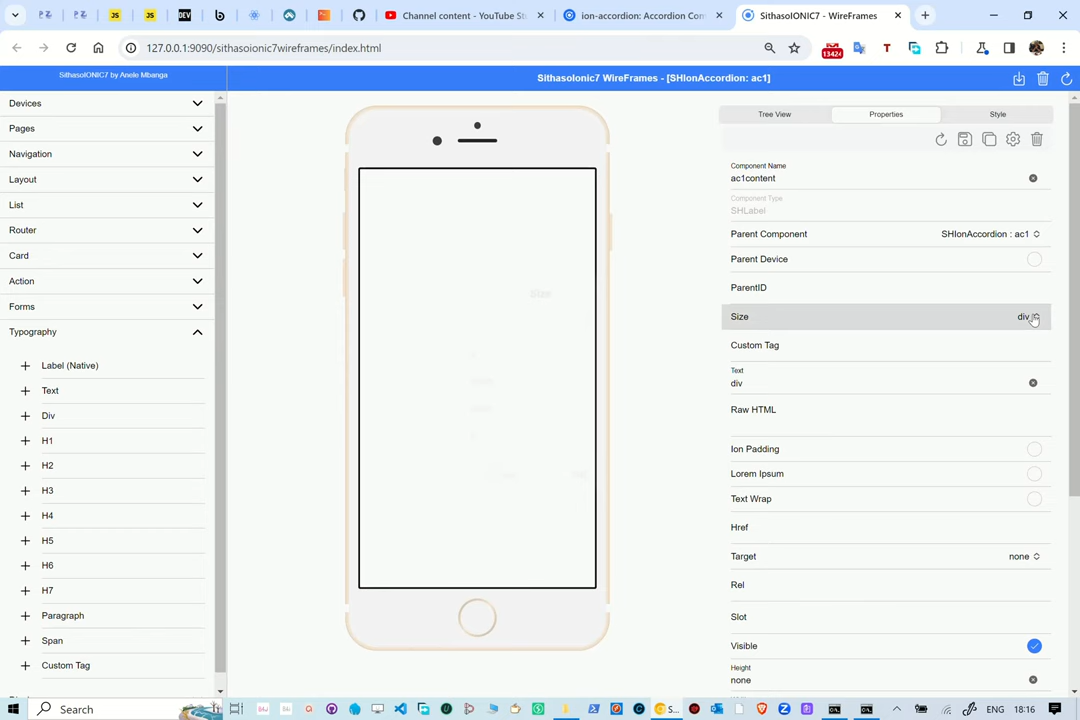 Channel content - YouTube St
ion-accordion: Accordion Com
SithasoIONIC7 - WireFrames
127.0.0.1:9090/sithasoionic7wireframes/index.html
13424
SithasoIONIC7 by Anele Mbanga
SithasoIonic7 WireFrames - [SHIonAccordion: ac1]
Devices
Pages
Navigation
Layout
List
Router
Card
Action
Forms
Typography
Label (Native)
Text
Div
H1
H2
H3
H4
H5
H6
H7
Paragraph
Span
Custom Tag
Size
Tree View
Properties
Style
Component Name
ac1content
Component Type
SHLabel
Parent Component
SHIonAccordion : ac1
Parent Device
ParentID
Size
div
Custom Tag
Text
div
Raw HTML
Ion Padding
Lorem Ipsum
Text Wrap
Href
Target
none
Rel
Slot
Visible
Height
none
Search
S...
ENG
18:16